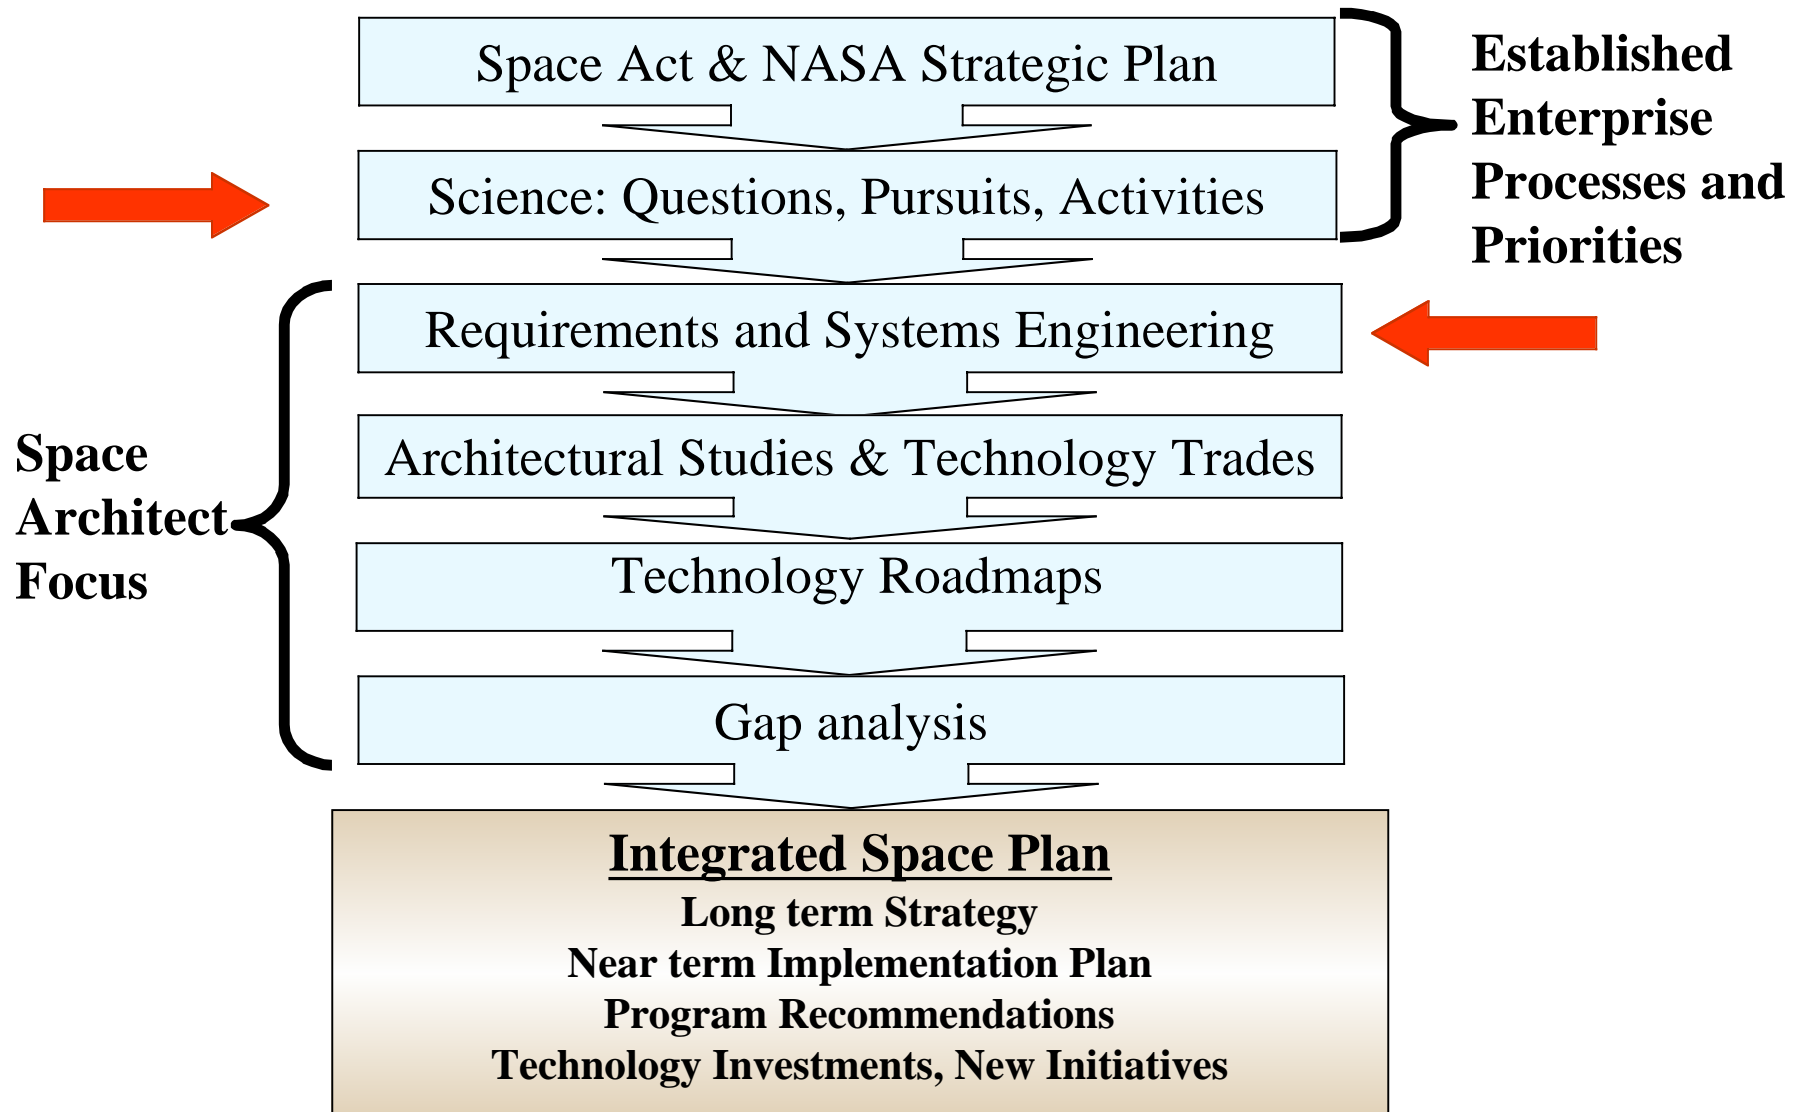 Space Act & NASA Strategic Plan
Science: Questions, Pursuits, Activities
Established
Enterprise
Processes and
Priorities
Requirements and Systems Engineering
Architectural Studies & Technology Trades
Technology Roadmaps
Gap analysis
Space
Architect
Focus
Integrated Space Plan
Long term Strategy
Near term Implementation Plan
Program Recommendations
Technology Investments, New Initiatives